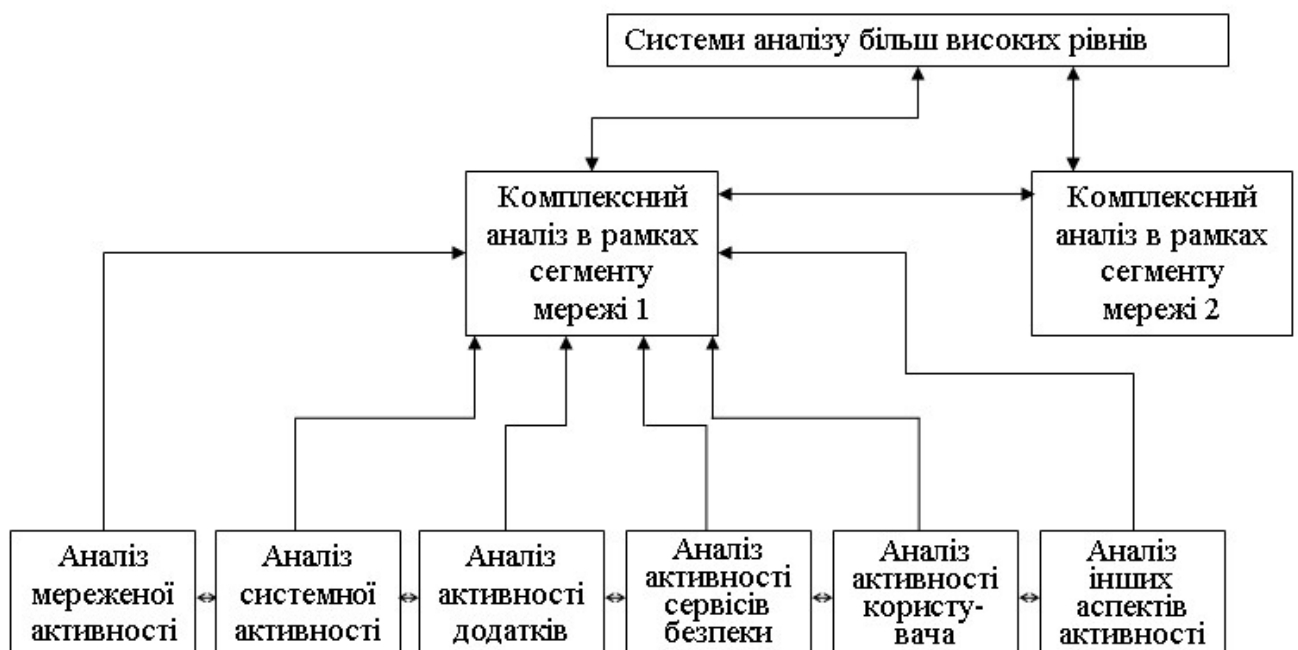 Системи аналізу більш високих рівнів
Комплексний
аналіз в рамках
сегменту
мережі 1
Комплексний
аналіз в рамках
сегменту
мережі 2
Аналіз
мереженої
активності
Аналіз
системної
активності
Аналіз
активності
додатків
Аналіз
активності
сервісів
безпеки
Аналіз
активності
користу-
вача
Аналіз
інших
аспектів
активності